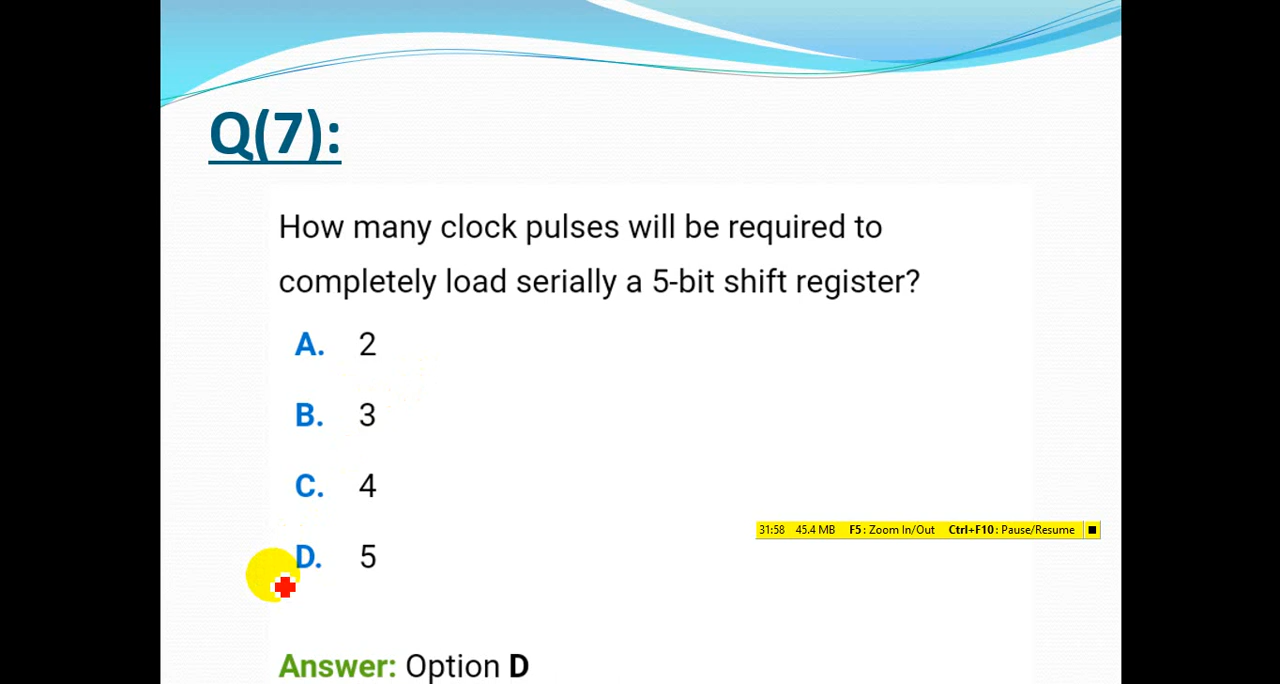 Q(7):
How many clock pulses will be required to
completely load serially a 5-bit shift register?
A. 2
B. 3
C. 4
31:58 45.4 MB F5: Zoom In/Out Ctrl+F10: Pause/Resume
D. 5
Answer: Option D